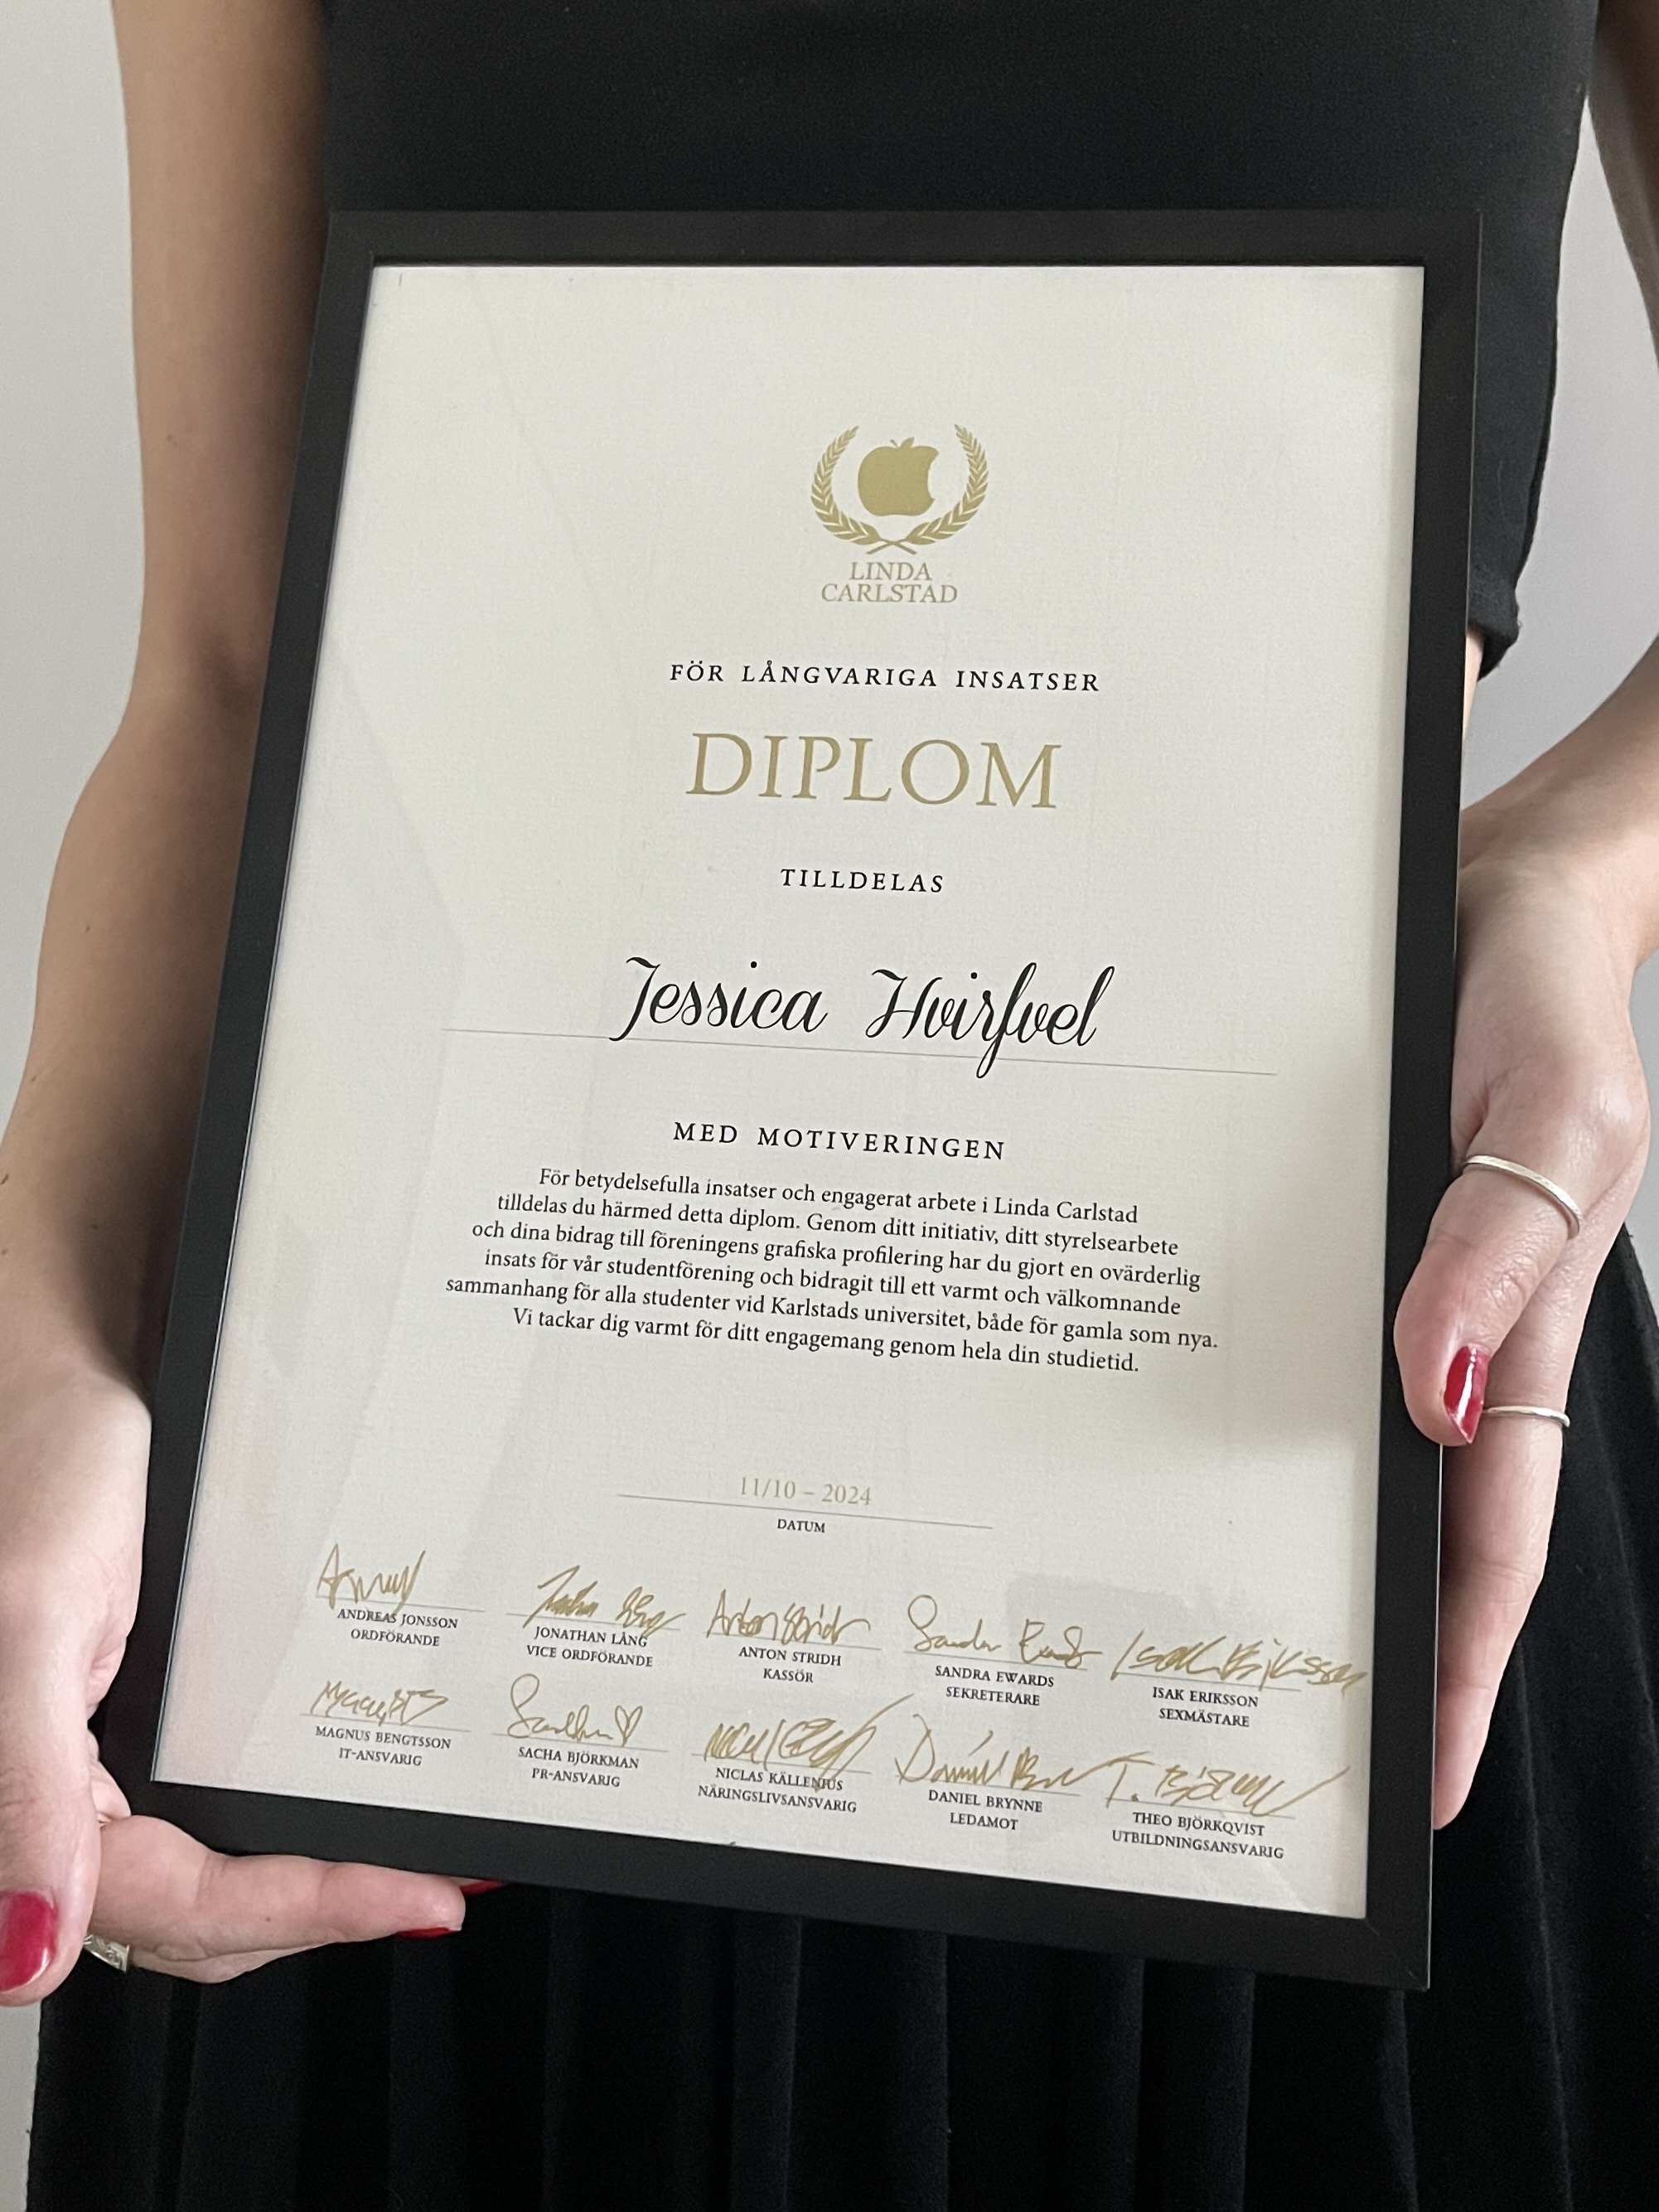 LINDA
CARLSTAD
FÖR LÅNGVARIGA INSATSER
DIPLOM
TILLDELAS
Jessica Hvirfvel
MED MOTIVERINGEN
För betydelsefulla insatser och engagerat arbete i Linda Carlstad
tilldelas du härmed detta diplom. Genom ditt initiativ, ditt styrelsearbete
och dina bidrag till föreningens grafiska profilering har du gjort en ovärderlig
insats för vår studentförening och bidragit till ett varmt och välkomnande
sammanhang för alla studenter vid Karlstads universitet, både för gamla som nya.
Vi tackar dig varmt för ditt engagemang genom hela din studietid.
11/10 – 2024
DATUM
Anton Stridh
Isak Eriksson
ANDREAS JONSSON
ORDFÖRANDE
JONATHAN LÅNG
VICE ORDFÖRANDE
ANTON STRIDH
KASSÖR
SANDRA EWARDS
SEKRETERARE
ISAK ERIKSSON
SEXMÄSTARE
MAGNUS BENGTSSON
IT-ANSVARIG
SACHA BJÖRKMAN
PR-ANSVARIG
NICLAS KÄLLENIUS
NÄRINGSLIVSANSVARIG
DANIEL BRYNNE
LEDAMOT
THEO BJÖRKQVIST
UTBILDNINGSANSVARIG